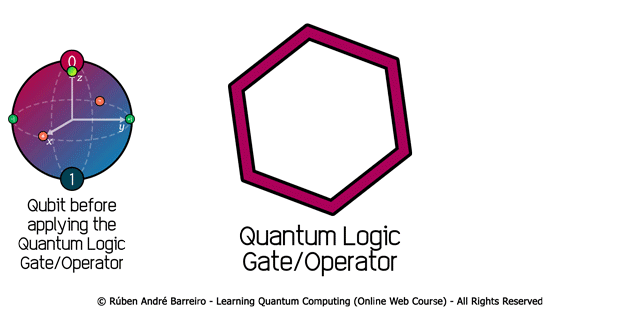 0
z
y
x
1
Qubit before
applying the
Quantum Logic
Gate/Operator
Quantum Logic
Gate/Operator
© Rúben André Barreiro - Learning Quantum Computing (Online Web Course) - All Rights Reserved